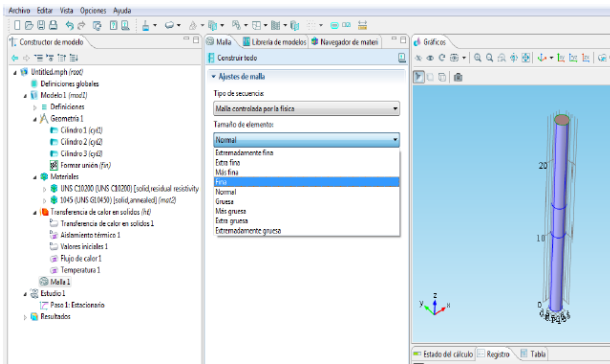 Archivo Editar Vista Opciones Ayuda
Constructor de modelo
Untitled.mph (root)
Definiciones globales
Modelo 1 (mod1)
Definiciones
Geometría 1
Cilindro 1 (cyl1)
Cilindro 2 (cyl2)
Cilindro 3 (cyl3)
Formar unión (fin)
Materiales
UNS C10200 (UNS C10200) [solid,residual resistivity
1045 (UNS G10450) [solid,annealed] (mat2)
Transferencia de calor en solidos (ht)
Transferencia de calor en solidos 1
Aislamiento térmico 1
Valores iniciales 1
Flujo de calor 1
Temperatura 1
Malla 1
Estudio 1
Paso 1: Estacionario
Resultados
Malla Librería de modelos Navegador de materi
Construir todo
Ajustes de malla
Tipo de secuencia:
Malla controlada por la física
Tamaño de elemento:
Normal
Extremadamente fina
Extra fina
Más fina
Fina
Normal
Gruesa
Más gruesa
Extra gruesa
Extremadamente gruesa
Gráficos
20
10
0
z
y
x
Estado del cálculo Registro Tabla